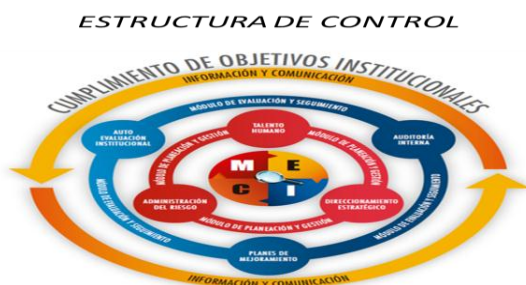 ESTRUCTURA DE CONTROL
CUMPLIMIENTO DE OBJETIVOS INSTITUCIONALES
INFORMACIÓN Y COMUNICACIÓN
MÓDULO DE EVALUACIÓN Y SEGUIMIENTO
AUTO
EVALUACIÓN
INSTITUCIONAL
TALENTO
HUMANO
AUDITORÍA
INTERNA
MÓDULO DE PLANEACIÓN Y GESTIÓN
MÓDULO DE PLANEACIÓN Y GESTIÓN
M E
C I
ADMINISTRACIÓN
DEL RIESGO
DIRECCIONAMIENTO
ESTRATÉGICO
MÓDULO DE PLANEACIÓN Y GESTIÓN
MÓDULO DE EVALUACIÓN Y SEGUIMIENTO
MÓDULO DE EVALUACIÓN Y SEGUIMIENTO
PLANES DE
MEJORAMIENTO
INFORMACIÓN Y COMUNICACIÓN